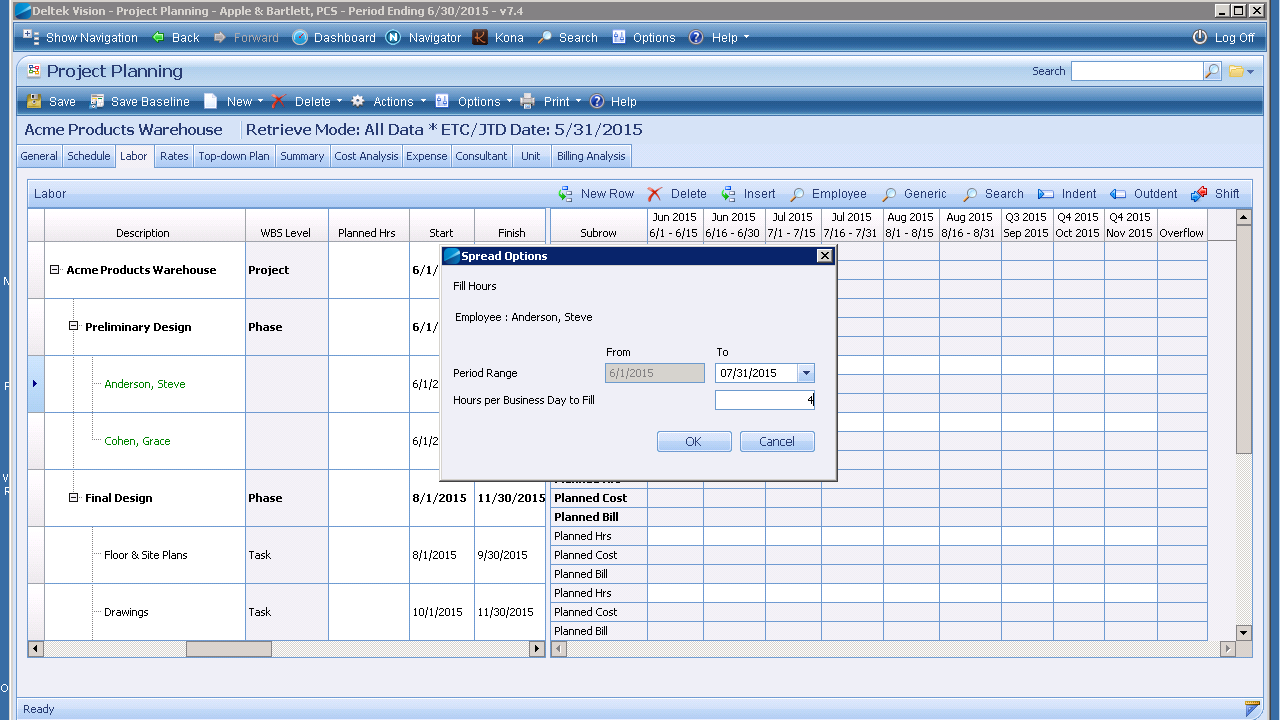 Deltek Vision - Project Planning - Apple & Bartlett, PCS - Period Ending 6/30/2015 - v7.4
Show Navigation Back Forward Dashboard Navigator Kona Search Options Help Log Off
Project Planning Search
Save Save Baseline New Delete Actions Options Print Help
Acme Products Warehouse Retrieve Mode: All Data * ETC/JTD Date: 5/31/2015
General Schedule Labor Rates Top-down Plan Summary Cost Analysis Expense Consultant Unit Billing Analysis
Labor New Row Delete Insert Employee Generic Search Indent Outdent Shift
Jun 2015 Jun 2015 Jul 2015 Jul 2015 Aug 2015 Aug 2015 Q3 2015 Q4 2015 Q4 2015
Description WBS Level Planned Hrs Start Finish Subrow 6/1 - 6/15 6/16 - 6/30 7/1 - 7/15 7/16 - 7/31 8/1 - 8/15 8/16 - 8/31 Sep 2015 Oct 2015 Nov 2015 Overflow
Spread Options
Acme Products Warehouse Project 6/1/
Fill Hours
Employee : Anderson, Steve
Preliminary Design Phase 6/1/
From To
Period Range 6/1/2015 07/31/2015
Anderson, Steve 6/1/2
Hours per Business Day to Fill 4
Cohen, Grace 6/1/2
OK Cancel
Final Design Phase 8/1/2015 11/30/2015 Planned Cost
Planned Bill
Planned Hrs
Floor & Site Plans Task 8/1/2015 9/30/2015 Planned Cost
Planned Bill
Planned Hrs
Drawings Task 10/1/2015 11/30/2015 Planned Cost
Planned Bill
Ready